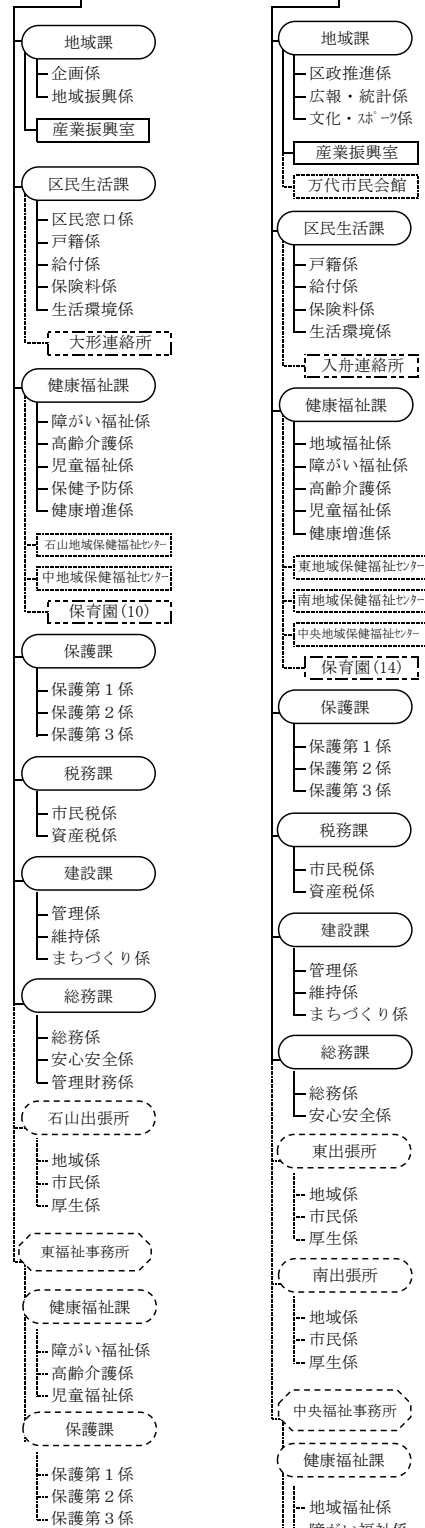 地域課
企画係
地域振興係
産業振興室
区民生活課
区民窓口係
戸籍係
給付係
保険料係
生活環境係
大形連絡所
健康福祉課
障がい福祉係
高齢介護係
児童福祉係
保健予防係
健康増進係
石山地域保健福祉センター
中地域保健福祉センター
保育園(10)
保護課
保護第1係
保護第2係
保護第3係
税務課
市民税係
資産税係
建設課
管理係
維持係
まちづくり係
総務課
総務係
安心安全係
管理財務係
石山出張所
地域係
市民係
厚生係
東福祉事務所
健康福祉課
障がい福祉係
高齢介護係
児童福祉係
保護課
保護第1係
保護第2係
保護第3係
地域課
区政推進係
広報・統計係
文化・スポーツ係
産業振興室
万代市民会館
区民生活課
戸籍係
給付係
保険料係
生活環境係
入舟連絡所
健康福祉課
地域福祉係
障がい福祉係
高齢介護係
児童福祉係
健康増進係
東地域保健福祉センター
南地域保健福祉センター
中央地域保健福祉センター
保育園(14)
保護課
保護第1係
保護第2係
保護第3係
税務課
市民税係
資産税係
建設課
管理係
維持係
まちづくり係
総務課
総務係
安心安全係
東出張所
地域係
市民係
厚生係
南出張所
地域係
市民係
厚生係
中央福祉事務所
健康福祉課
地域福祉係
障がい福祉係